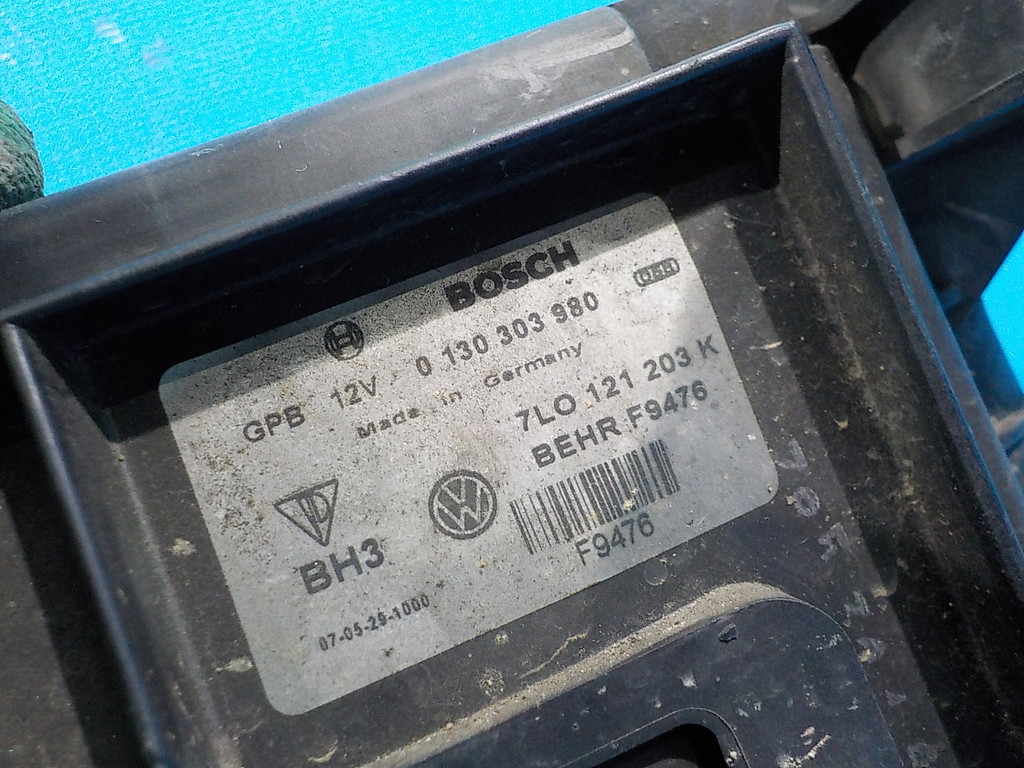 BOSCH
GPB 12V 0 130 303 980
Made in Germany
7LO 121 203 K
BEHR F9476
BH3
F9476
07-05-29-1000